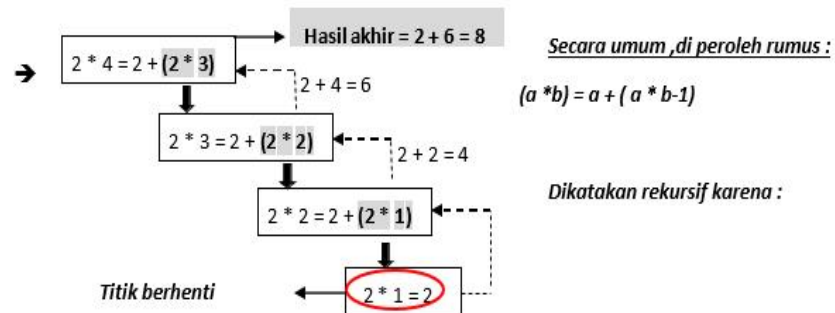 Hasil akhir = 2 + 6 = 8
➔ 2 * 4 = 2 + (2 * 3)
2 + 4 = 6
2 * 3 = 2 + (2 * 2)
2 + 2 = 4
2 * 2 = 2 + (2 * 1)
2 * 1 = 2
Titik berhenti
Secara umum ,di peroleh rumus :
(a *b) = a + ( a * b-1)
Dikatakan rekursif karena :